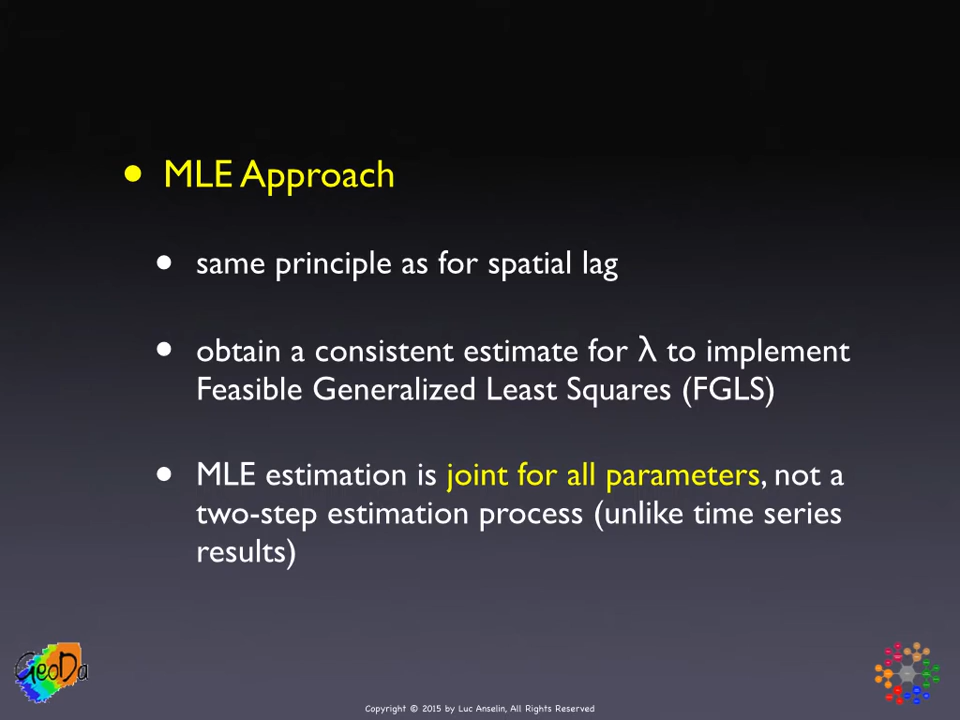 • MLE Approach
• same principle as for spatial lag
• obtain a consistent estimate for λ to implement
Feasible Generalized Least Squares (FGLS)
• MLE estimation is joint for all parameters, not a
two-step estimation process (unlike time series
results)
GeoDa
Copyright © 2015 by Luc Anselin, All Rights Reserved